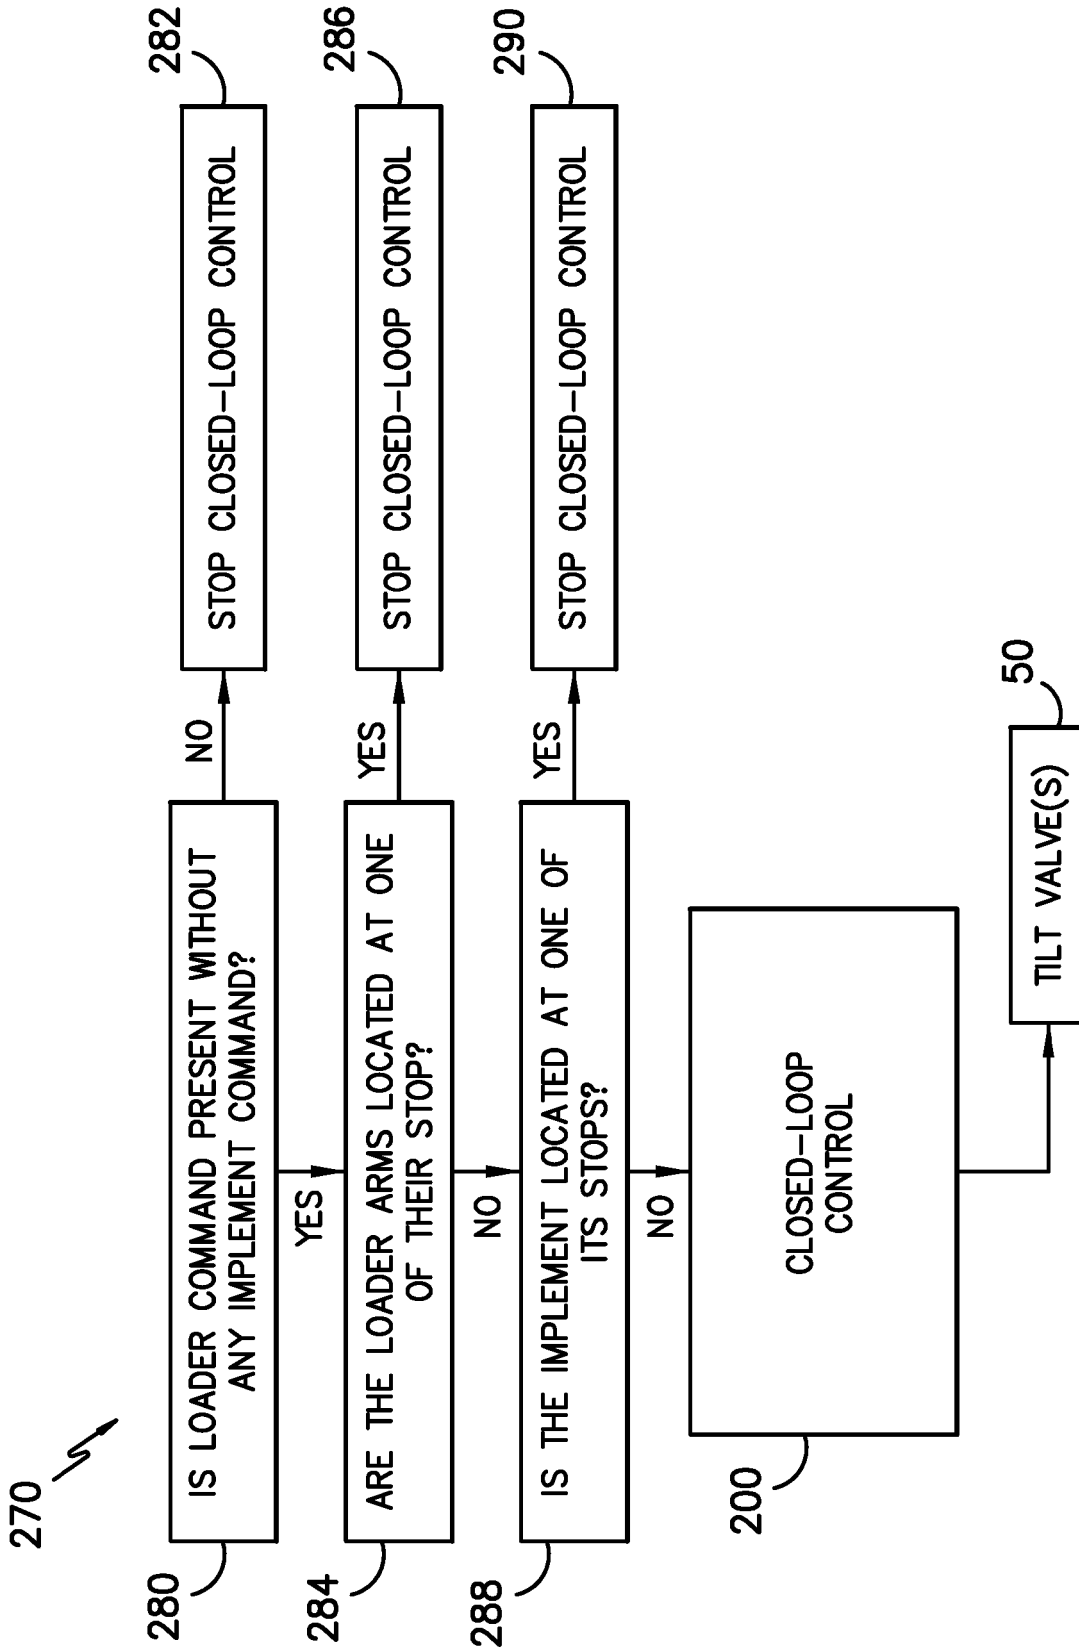 270
280
IS LOADER COMMAND PRESENT WITHOUT
ANY IMPLEMENT COMMAND?
NO
STOP CLOSED-LOOP CONTROL
282
YES
284
ARE THE LOADER ARMS LOCATED AT ONE
OF THEIR STOP?
YES
STOP CLOSED-LOOP CONTROL
286
NO
288
IS THE IMPLEMENT LOCATED AT ONE OF
ITS STOPS?
YES
STOP CLOSED-LOOP CONTROL
290
NO
200
CLOSED-LOOP
CONTROL
TILT VALVE(S)
50